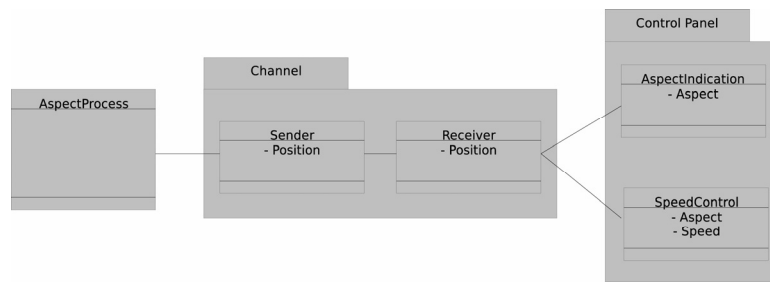 AspectProcess
Channel
Sender
- Position
Receiver
- Position
Control Panel
AspectIndication
- Aspect
SpeedControl
- Aspect
- Speed